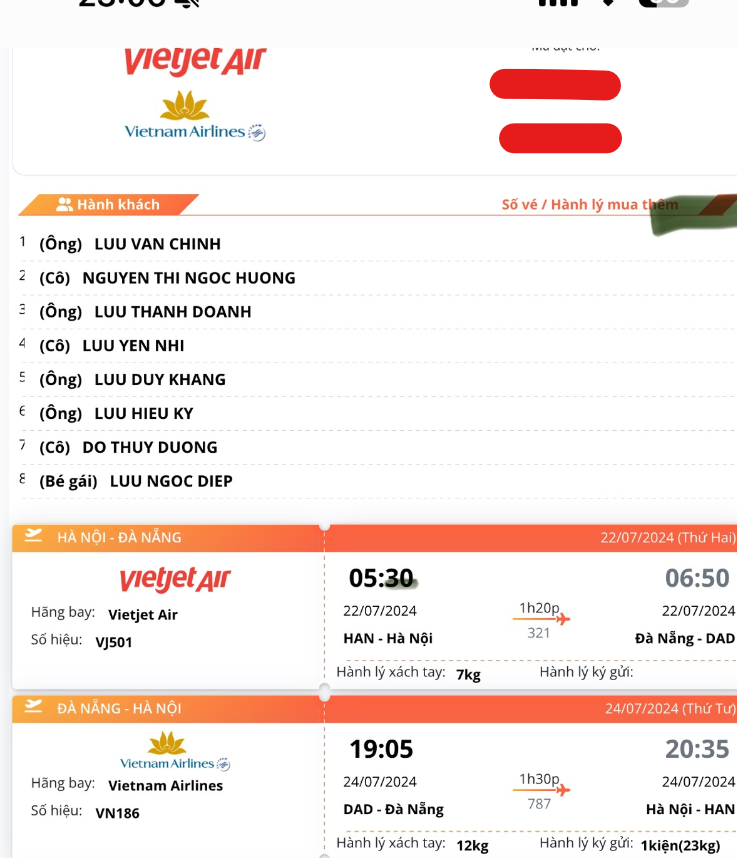 23:06
vietjet Air
Mã đặt chỗ:
Vietnam Airlines
Hành khách
Số vé / Hành lý mua thêm
1 (Ông) LUU VAN CHINH
2 (Cô) NGUYEN THI NGOC HUONG
3 (Ông) LUU THANH DOANH
4 (Cô) LUU YEN NHI
5 (Ông) LUU DUY KHANG
6 (Ông) LUU HIEU KY
7 (Cô) DO THUY DUONG
8 (Bé gái) LUU NGOC DIEP
HÀ NỘI - ĐÀ NẴNG
22/07/2024 (Thứ Hai)
vietjet Air
Hãng bay: Vietjet Air
Số hiệu: VJ501
05:30
06:50
22/07/2024
1h20p
22/07/2024
321
HAN - Hà Nội
Đà Nẵng - DAD
Hành lý xách tay: 7kg
Hành lý ký gửi:
ĐÀ NẴNG - HÀ NỘI
24/07/2024 (Thứ Tư)
Vietnam Airlines
Hãng bay: Vietnam Airlines
Số hiệu: VN186
19:05
20:35
24/07/2024
1h30p
24/07/2024
787
DAD - Đà Nẵng
Hà Nội - HAN
Hành lý xách tay: 12kg
Hành lý ký gửi: 1kiện(23kg)